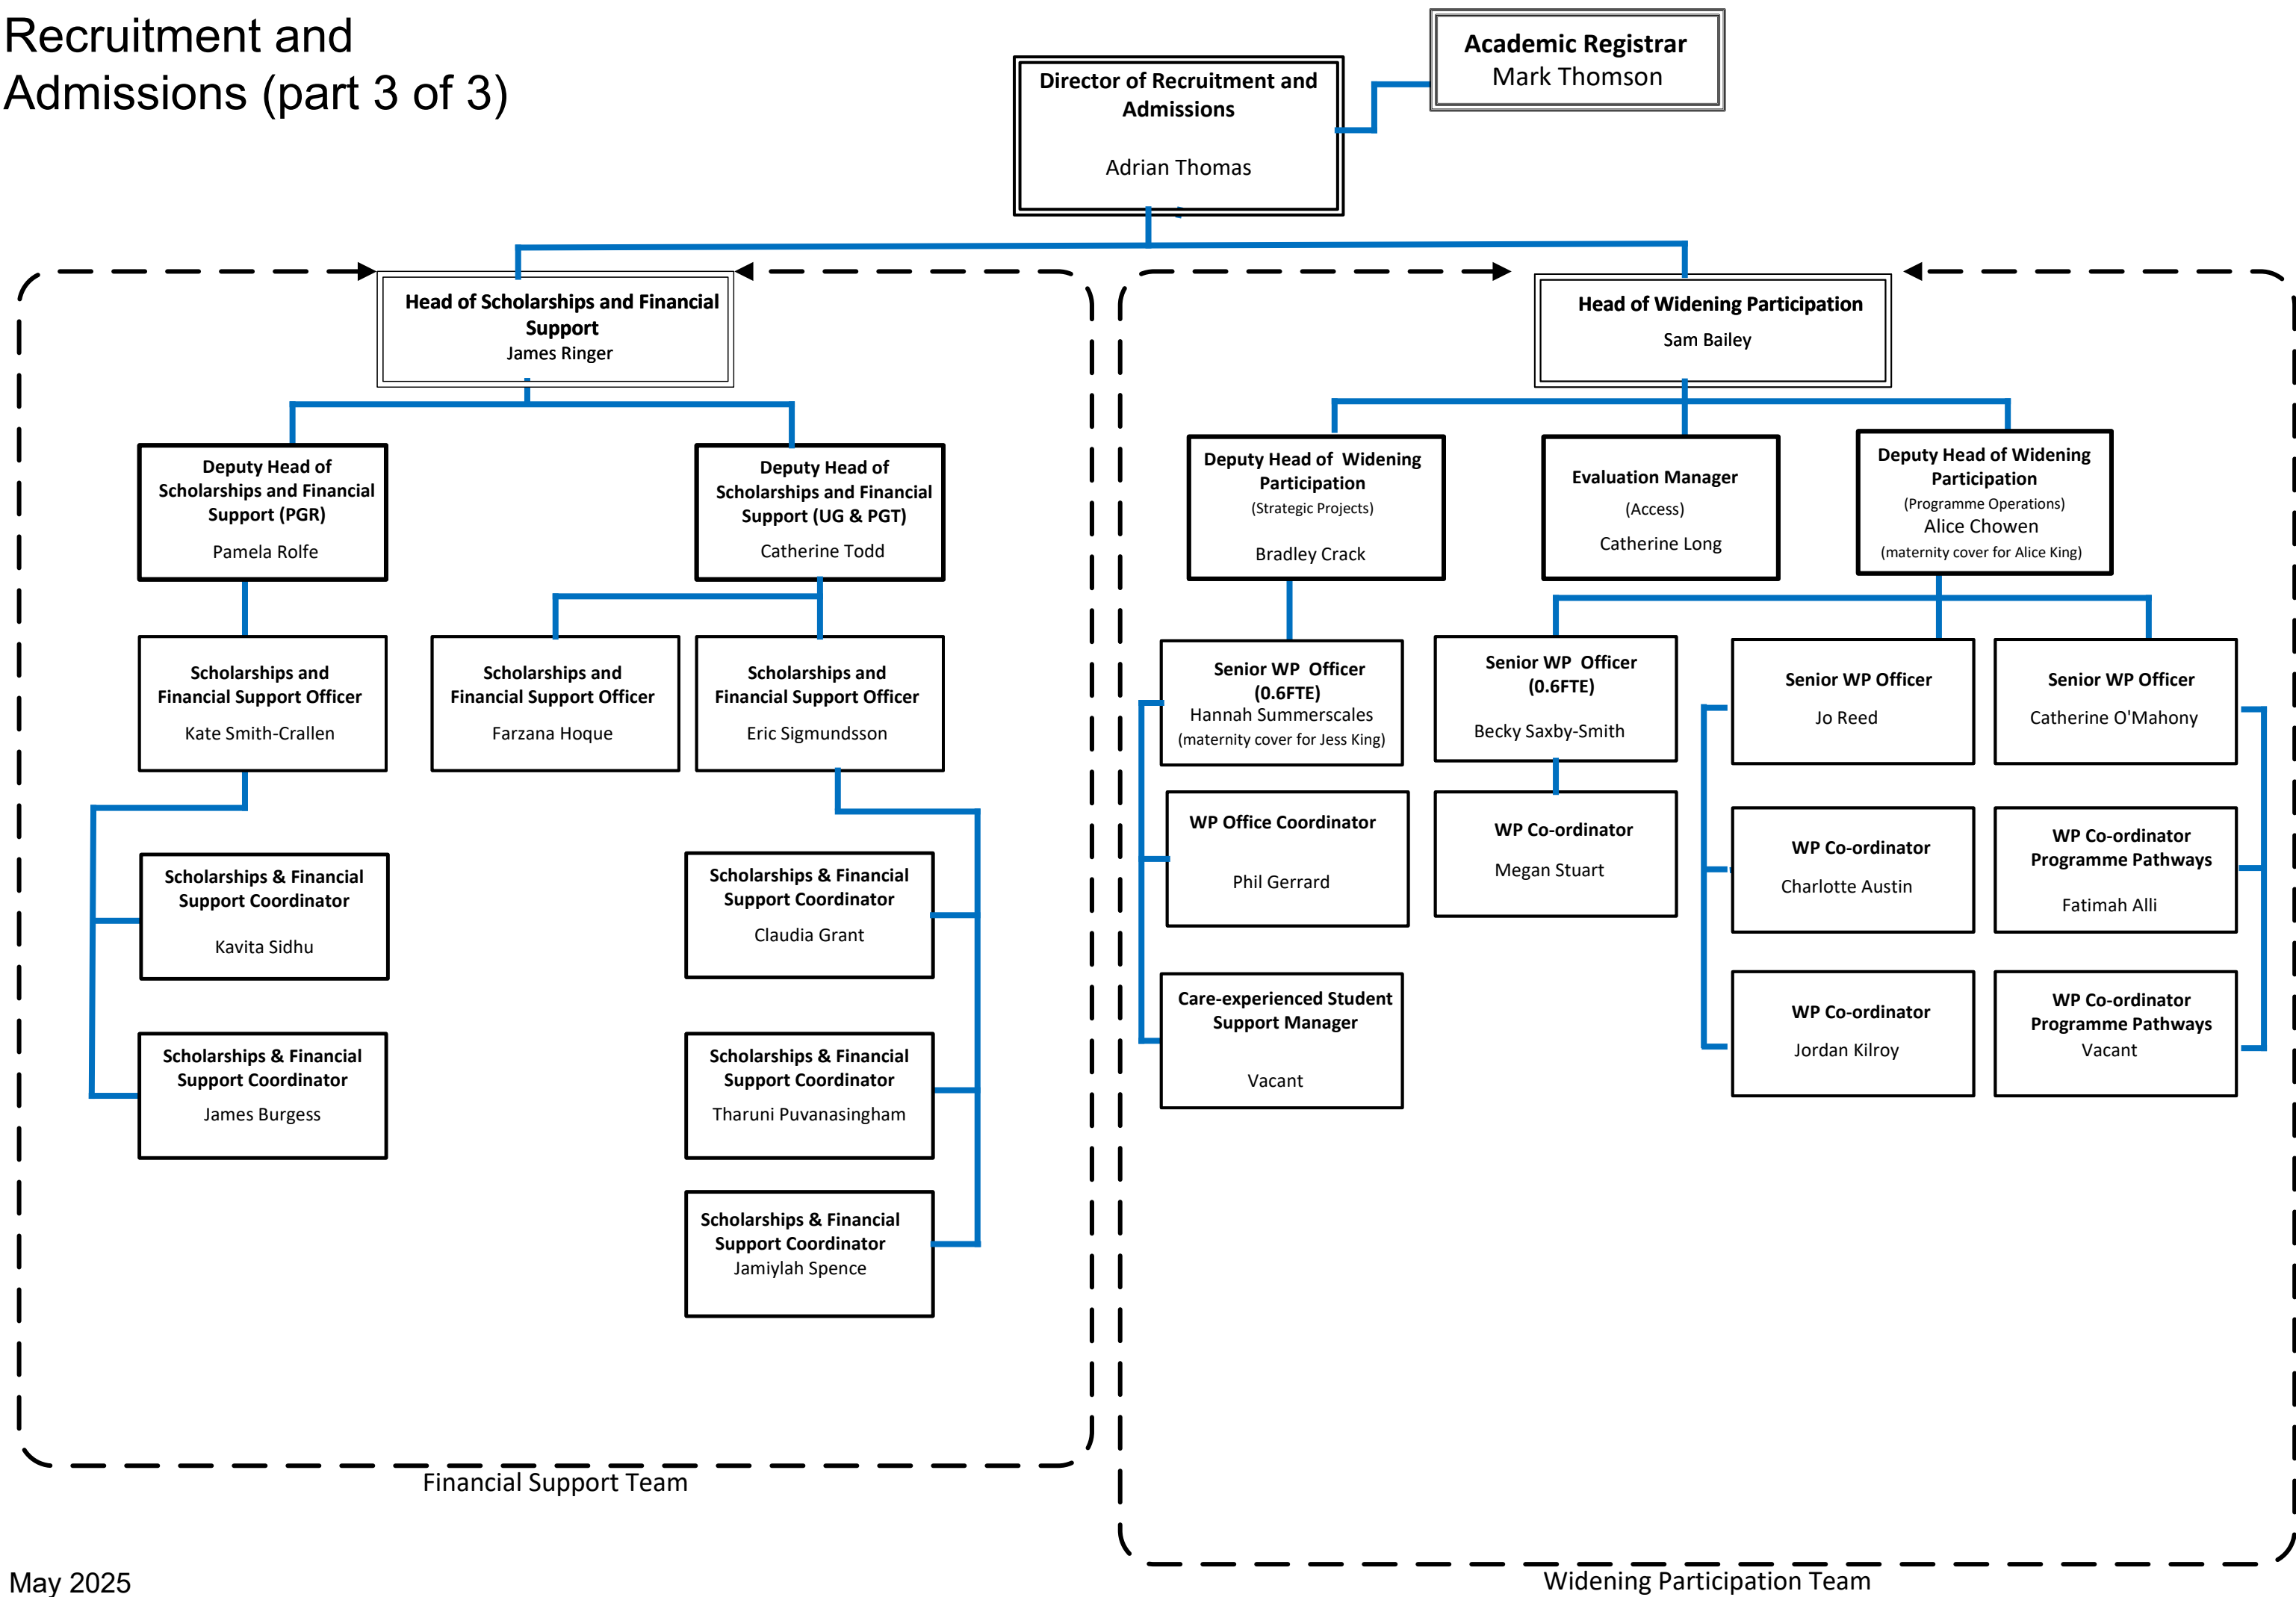 Recruitment and
Admissions (part 3 of 3)
Academic Registrar
Mark Thomson
Director of Recruitment and
Admissions
Adrian Thomas
Head of Scholarships and Financial
Support
James Ringer
Head of Widening Participation
Sam Bailey
Deputy Head of
Scholarships and Financial
Support (PGR)
Pamela Rolfe
Deputy Head of
Scholarships and Financial
Support (UG & PGT)
Catherine Todd
Deputy Head of Widening
Participation
(Strategic Projects)
Bradley Crack
Evaluation Manager
(Access)
Catherine Long
Deputy Head of Widening
Participation
(Programme Operations)
Alice Chowen
(maternity cover for Alice King)
Scholarships and
Financial Support Officer
Kate Smith-Crallen
Scholarships and
Financial Support Officer
Farzana Hoque
Scholarships and
Financial Support Officer
Eric Sigmundsson
Senior WP Officer
(0.6FTE)
Hannah Summerscales
(maternity cover for Jess King)
Senior WP Officer
(0.6FTE)
Becky Saxby-Smith
Senior WP Officer
Jo Reed
Senior WP Officer
Catherine O'Mahony
Scholarships & Financial
Support Coordinator
Kavita Sidhu
Scholarships & Financial
Support Coordinator
Claudia Grant
WP Office Coordinator
Phil Gerrard
WP Co-ordinator
Megan Stuart
WP Co-ordinator
Charlotte Austin
WP Co-ordinator
Programme Pathways
Fatimah Alli
Scholarships & Financial
Support Coordinator
James Burgess
Scholarships & Financial
Support Coordinator
Tharuni Puvanasingham
Care-experienced Student
Support Manager
Vacant
WP Co-ordinator
Jordan Kilroy
WP Co-ordinator
Programme Pathways
Vacant
Scholarships & Financial
Support Coordinator
Jamiylah Spence
Financial Support Team
Widening Participation Team
May 2025